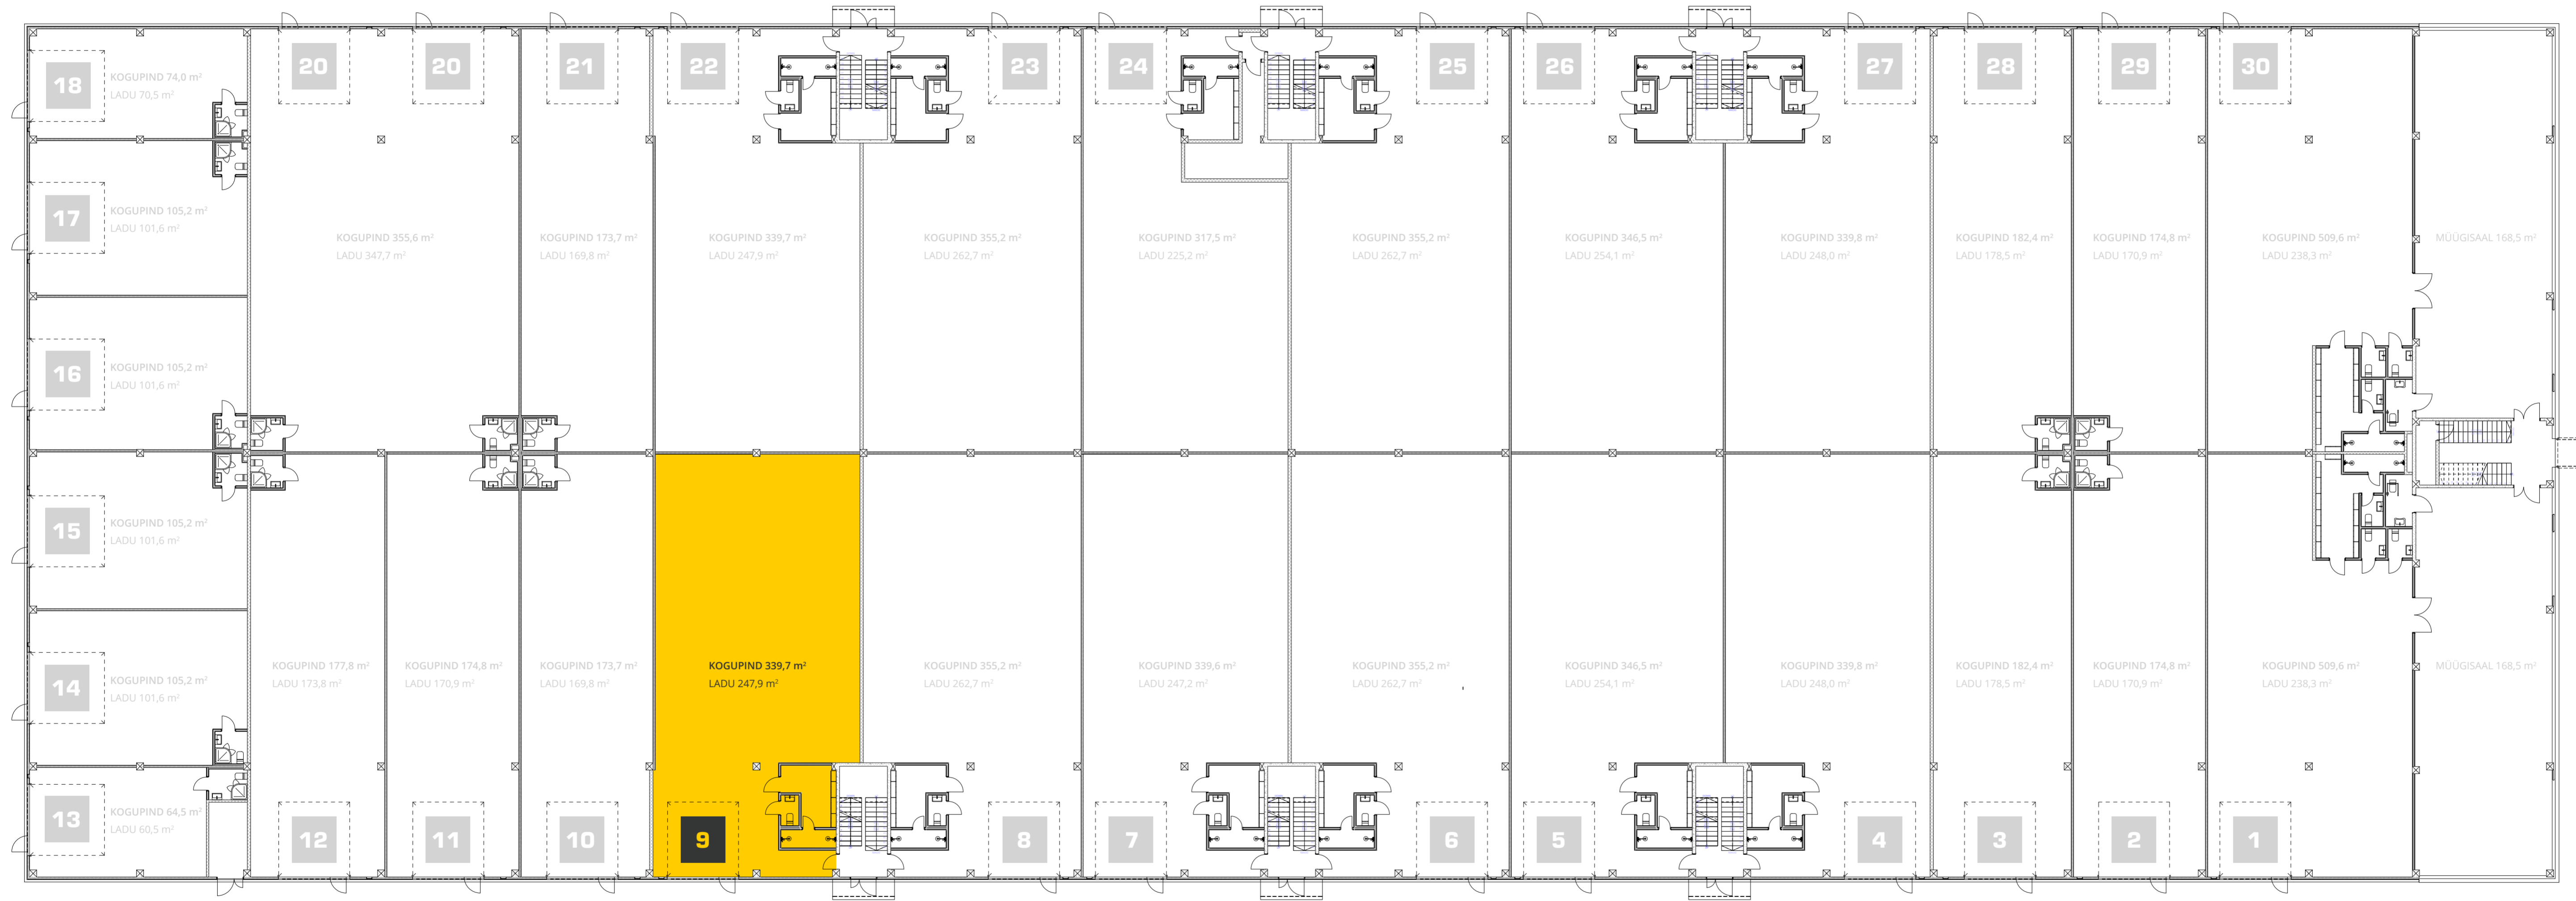 18
KOGUPIND 74,0 m²
LADU 70,5 m²
20
20
21
22
23
24
25
26
27
28
29
30
17
KOGUPIND 105,2 m²
LADU 101,6 m²
KOGUPIND 355,6 m²
LADU 347,7 m²
KOGUPIND 173,7 m²
LADU 169,8 m²
KOGUPIND 339,7 m²
LADU 247,9 m²
KOGUPIND 355,2 m²
LADU 262,7 m²
KOGUPIND 317,5 m²
LADU 225,2 m²
KOGUPIND 355,2 m²
LADU 262,7 m²
KOGUPIND 346,5 m²
LADU 254,1 m²
KOGUPIND 339,8 m²
LADU 248,0 m²
KOGUPIND 182,4 m²
LADU 178,5 m²
KOGUPIND 174,8 m²
LADU 170,9 m²
KOGUPIND 509,6 m²
LADU 238,3 m²
MÜÜGISAAL 168,5 m²
16
KOGUPIND 105,2 m²
LADU 101,6 m²
15
KOGUPIND 105,2 m²
LADU 101,6 m²
14
KOGUPIND 105,2 m²
LADU 101,6 m²
KOGUPIND 177,8 m²
LADU 173,8 m²
KOGUPIND 174,8 m²
LADU 170,9 m²
KOGUPIND 173,7 m²
LADU 169,8 m²
KOGUPIND 339,7 m²
LADU 247,9 m²
KOGUPIND 355,2 m²
LADU 262,7 m²
KOGUPIND 339,6 m²
LADU 247,2 m²
KOGUPIND 355,2 m²
LADU 262,7 m²
KOGUPIND 346,5 m²
LADU 254,1 m²
KOGUPIND 339,8 m²
LADU 248,0 m²
KOGUPIND 182,4 m²
LADU 178,5 m²
KOGUPIND 174,8 m²
LADU 170,9 m²
KOGUPIND 509,6 m²
LADU 238,3 m²
MÜÜGISAAL 168,5 m²
13
KOGUPIND 64,5 m²
LADU 60,5 m²
12
11
10
9
8
7
6
5
4
3
2
1